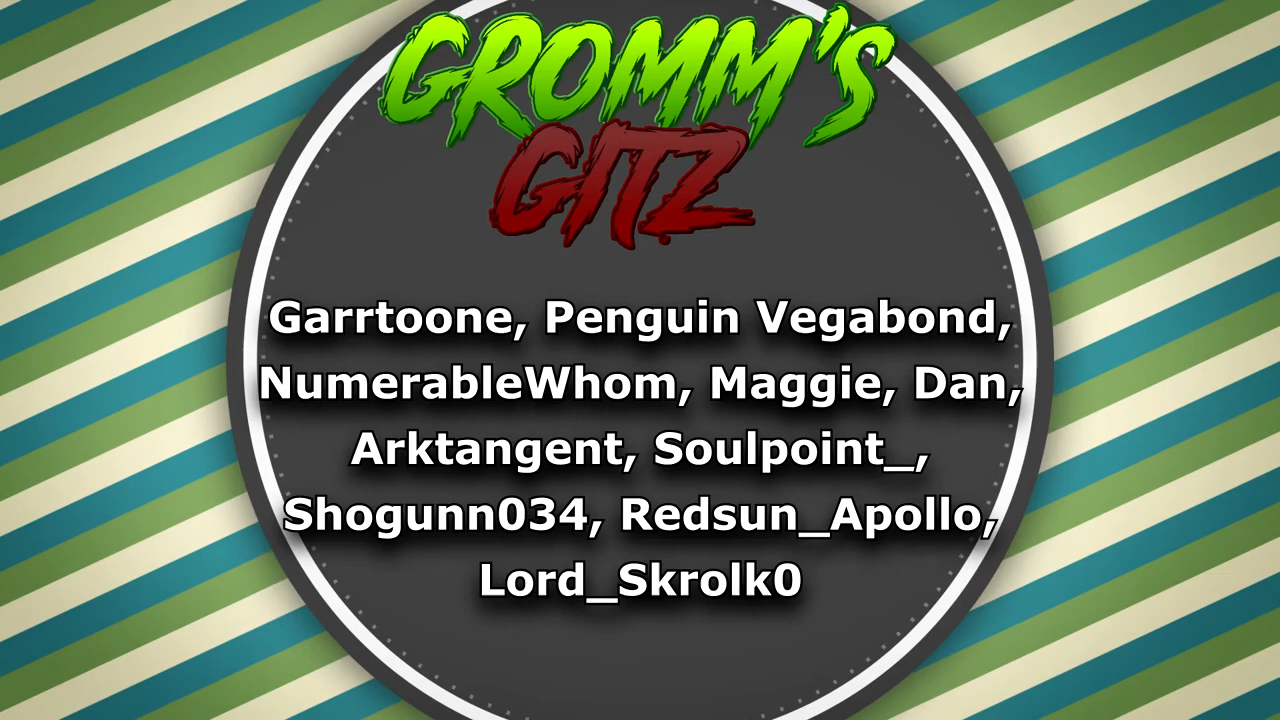 GROMM'S
GITZ
Garrtoone, Penguin Vegabond,
NumerableWhom, Maggie, Dan,
Arktangent, Soulpoint_,
Shogunn034, Redsun_Apollo,
Lord_Skrolk0